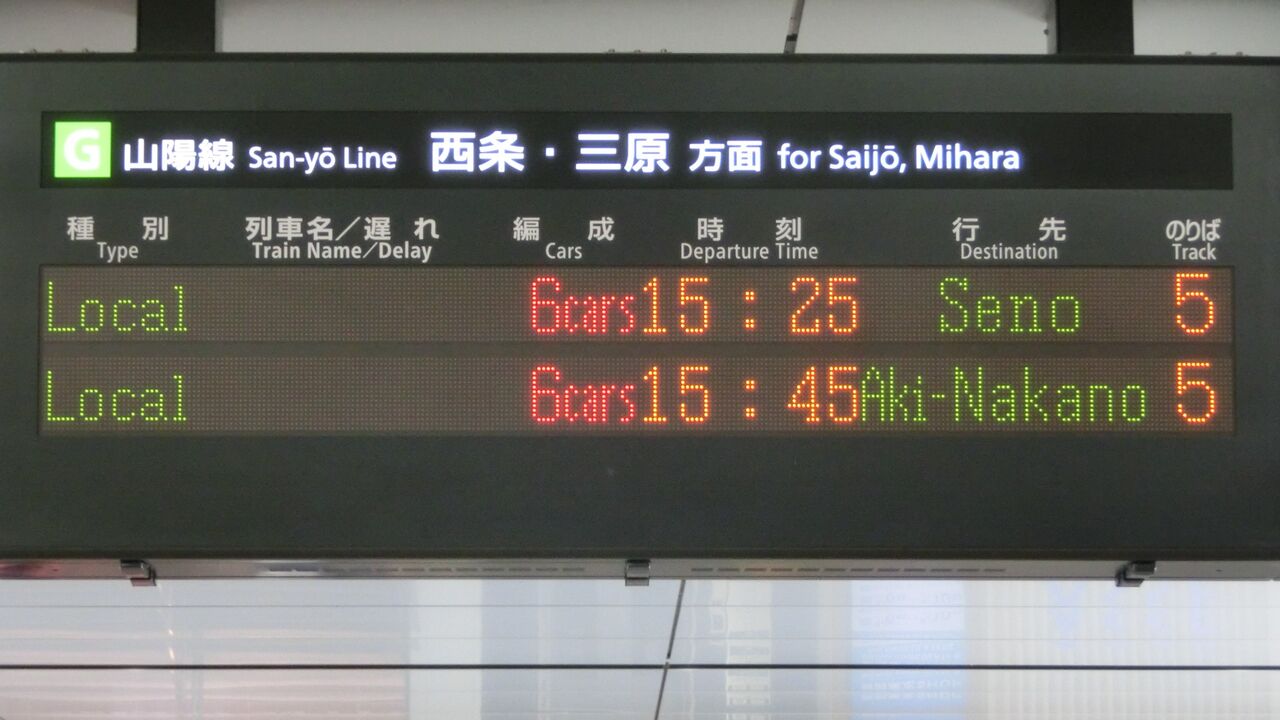 G 山陽線 San-yō Line 西条・三原 方面 for Saijō, Mihara
種別 列車名/遅れ 編成 時刻 行先 のりば
Type Train Name/Delay Cars Departure Time Destination Track
Local 6cars 15:25 Seno 5
Local 6cars 15:45 Aki-Nakano 5